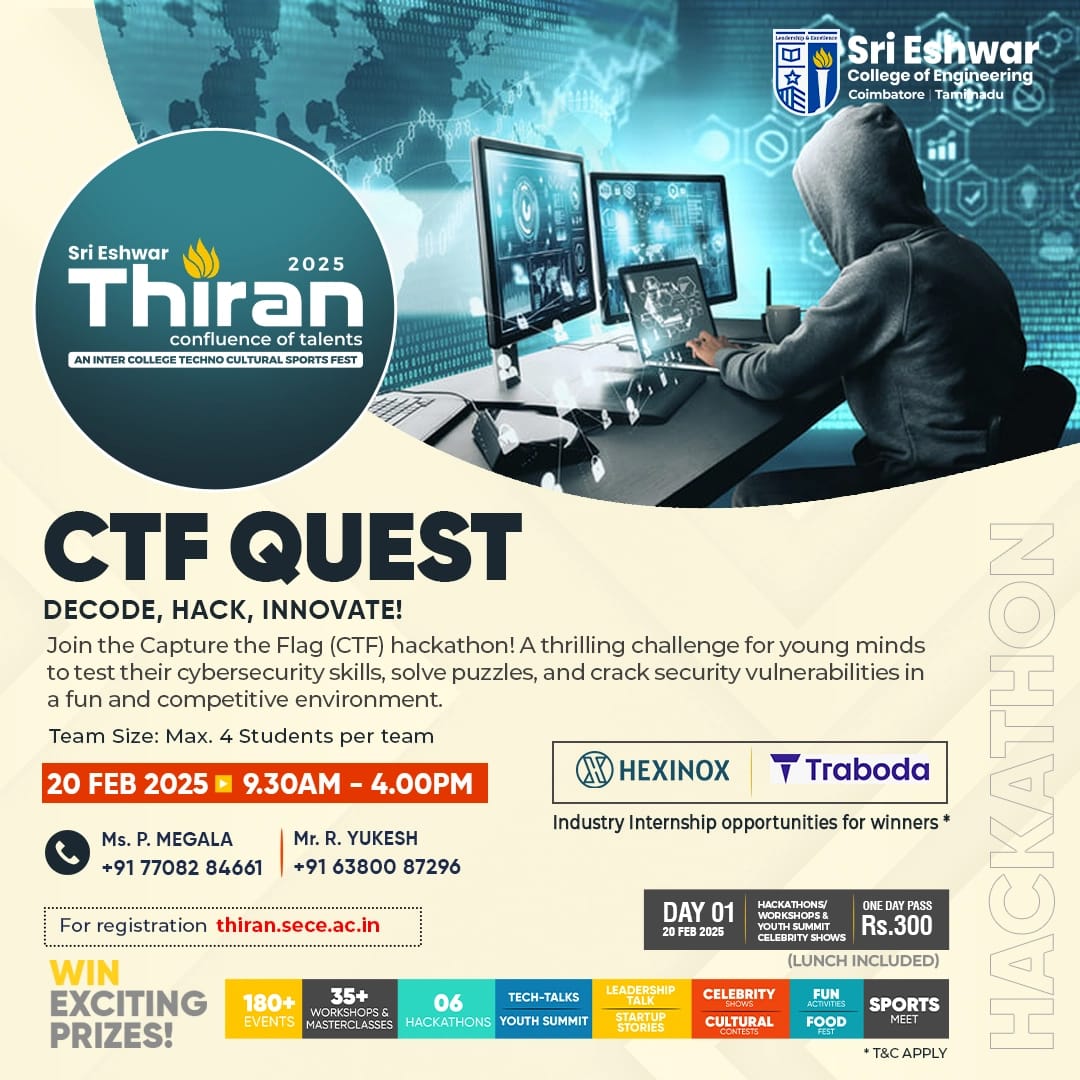 Leadership & Excellence
Sri Eshwar
College of Engineering
Coimbatore | Tamilnadu
Sri Eshwar
2025
Thiran
confluence of talents
AN INTER COLLEGE TECHNO CULTURAL SPORTS FEST
CTF QUEST
DECODE, HACK, INNOVATE!
Join the Capture the Flag (CTF) hackathon! A thrilling challenge for young minds
to test their cybersecurity skills, solve puzzles, and crack security vulnerabilities in
a fun and competitive environment.
Team Size: Max. 4 Students per team
20 FEB 2025 ▶ 9.30AM - 4.00PM
HEXINOX
Traboda
Industry Internship opportunities for winners *
Ms. P. MEGALA
+91 77082 84661
Mr. R. YUKESH
+91 63800 87296
For registration thiran.sece.ac.in
DAY 01
20 FEB 2025
HACKATHONS/
WORKSHOPS &
YOUTH SUMMIT
CELEBRITY SHOWS
ONE DAY PASS
Rs.300
(LUNCH INCLUDED)
HACKATHON
WIN
EXCITING
PRIZES!
180+
EVENTS
35+
WORKSHOPS &
MASTERCLASSES
06
HACKATHONS
TECH-TALKS
YOUTH SUMMIT
LEADERSHIP
TALK
STARTUP
STORIES
CELEBRITY
SHOWS
CULTURAL
CONTESTS
FUN
ACTIVITIES
FOOD
FEST
SPORTS
MEET
* T&C APPLY